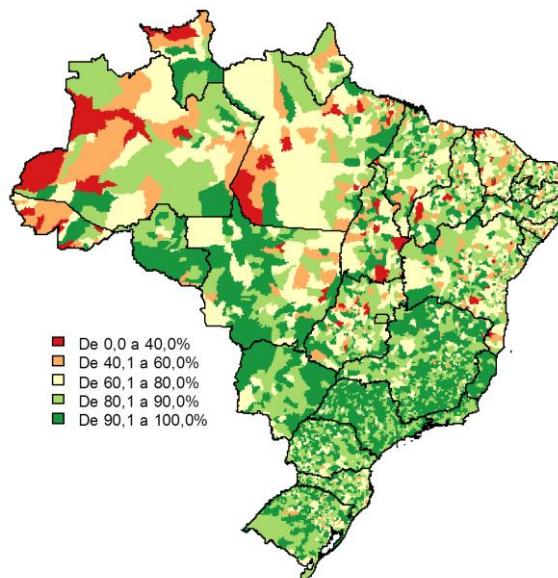 De 0,0 a 40,0%
De 40,1 a 60,0%
De 60,1 a 80,0%
De 80,1 a 90,0%
De 90,1 a 100,0%